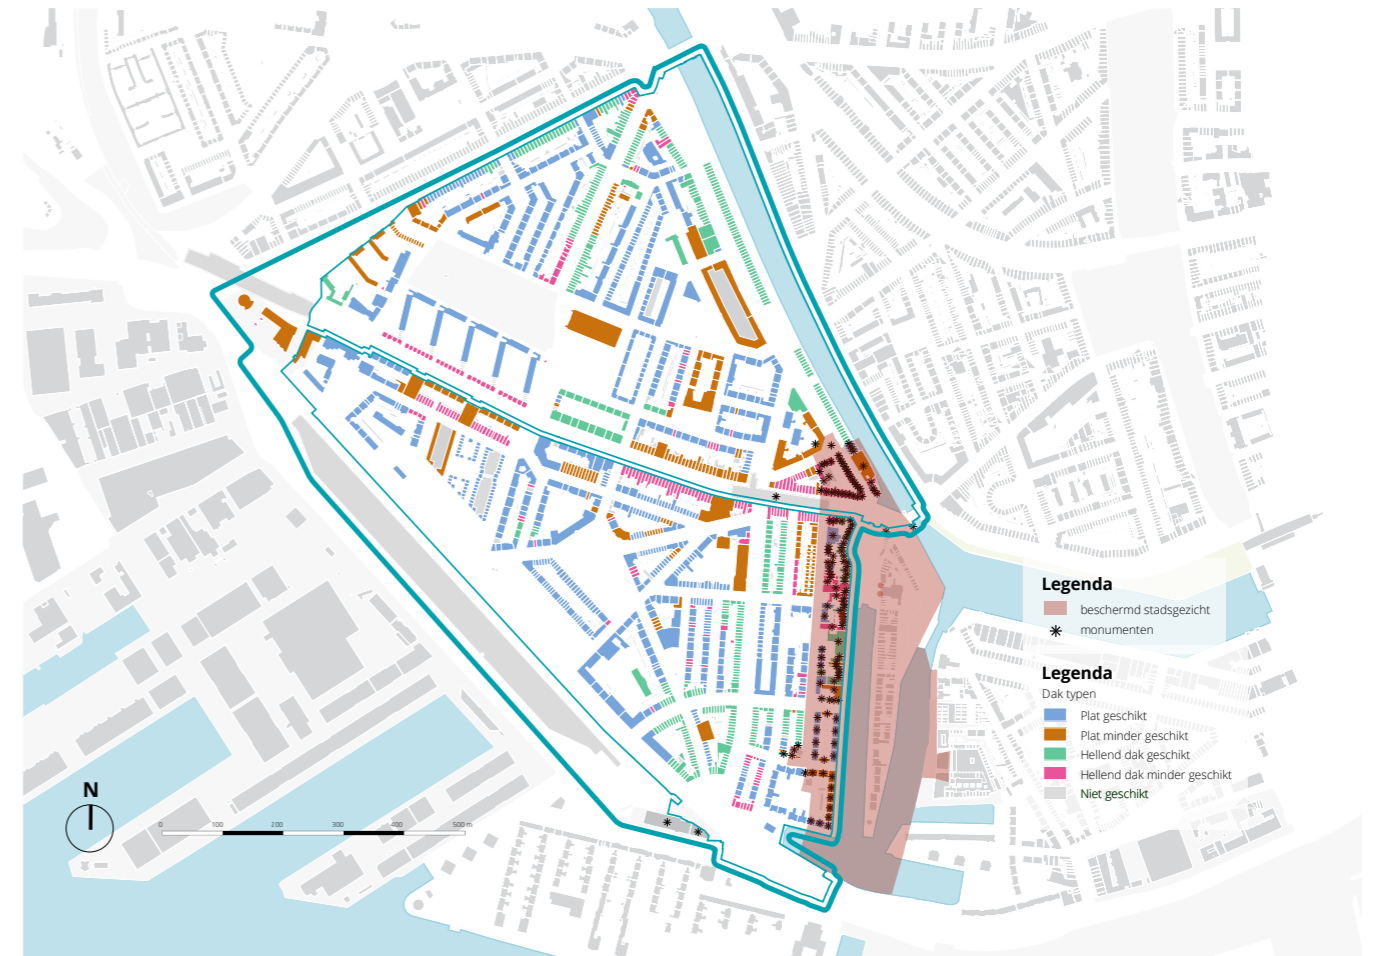 Legenda
beschermd stadsgezicht
monumenten
Legenda
Dak typen
Plat geschikt
Plat minder geschikt
Hellend dak geschikt
Hellend dak minder geschikt
Niet geschikt
N
0 100 200 300 400 500 m